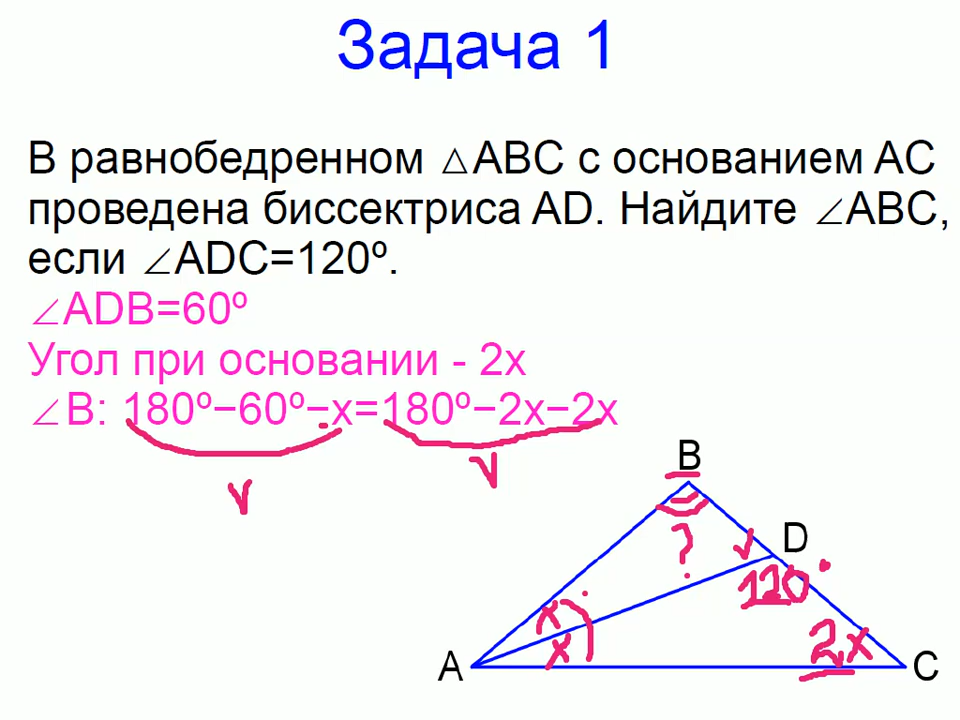 Задача 1
В равнобедренном △ABC с основанием AC
проведена биссектриса AD. Найдите ∠ABC,
если ∠ADC=120º.
∠ADB=60º
Угол при основании - 2x
∠B: 180º−60º−x=180º−2x−2x
B
D
?
120°
x
x
2x
A
C